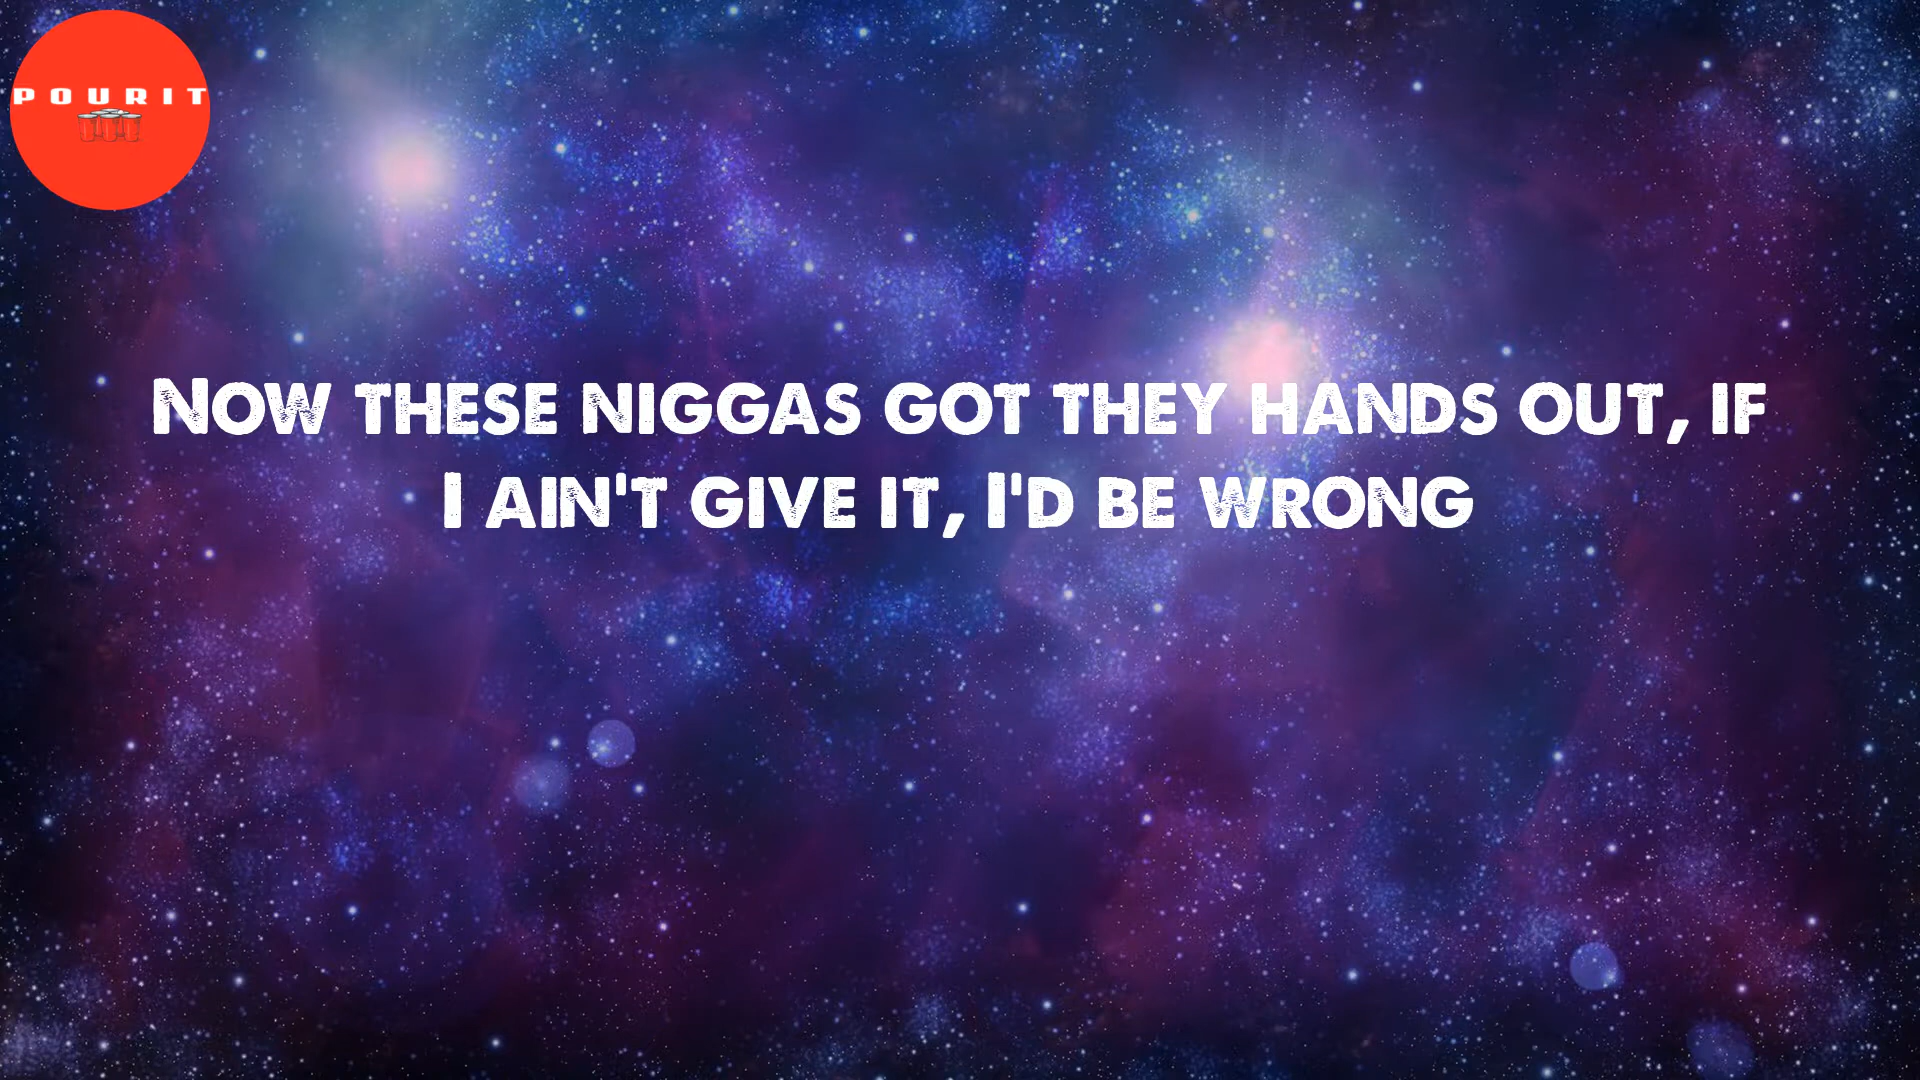 POURIT
Now these niggas got they hands out, if
I ain't give it, I'd be wrong